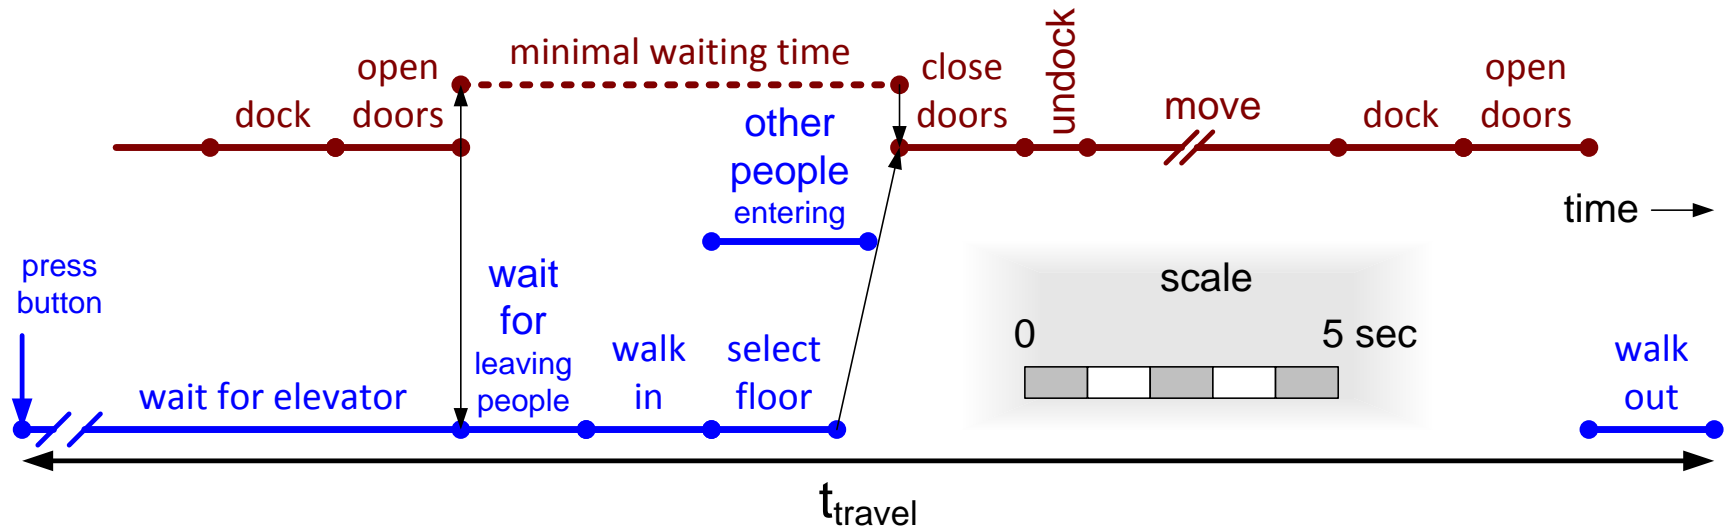 open
doors
dock
minimal waiting time
close
doors
undock
move
dock
open
doors
other
people
entering
time
press
button
wait
for
leaving
people
scale
0 5 sec
wait for elevator
walk
in
select
floor
walk
out
t travel